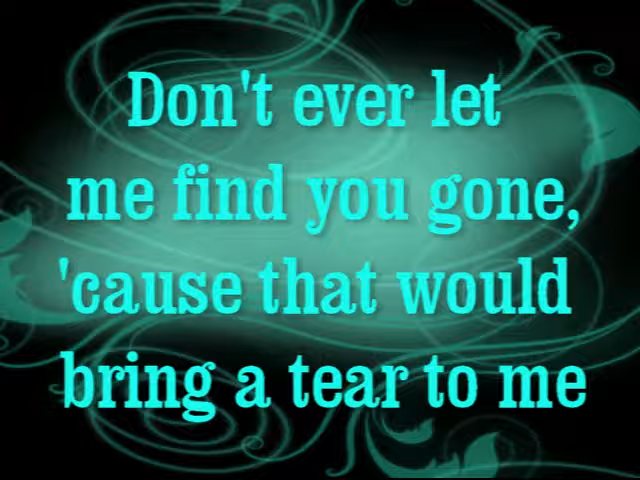 Don't ever let
me find you gone,
'cause that would
bring a tear to me